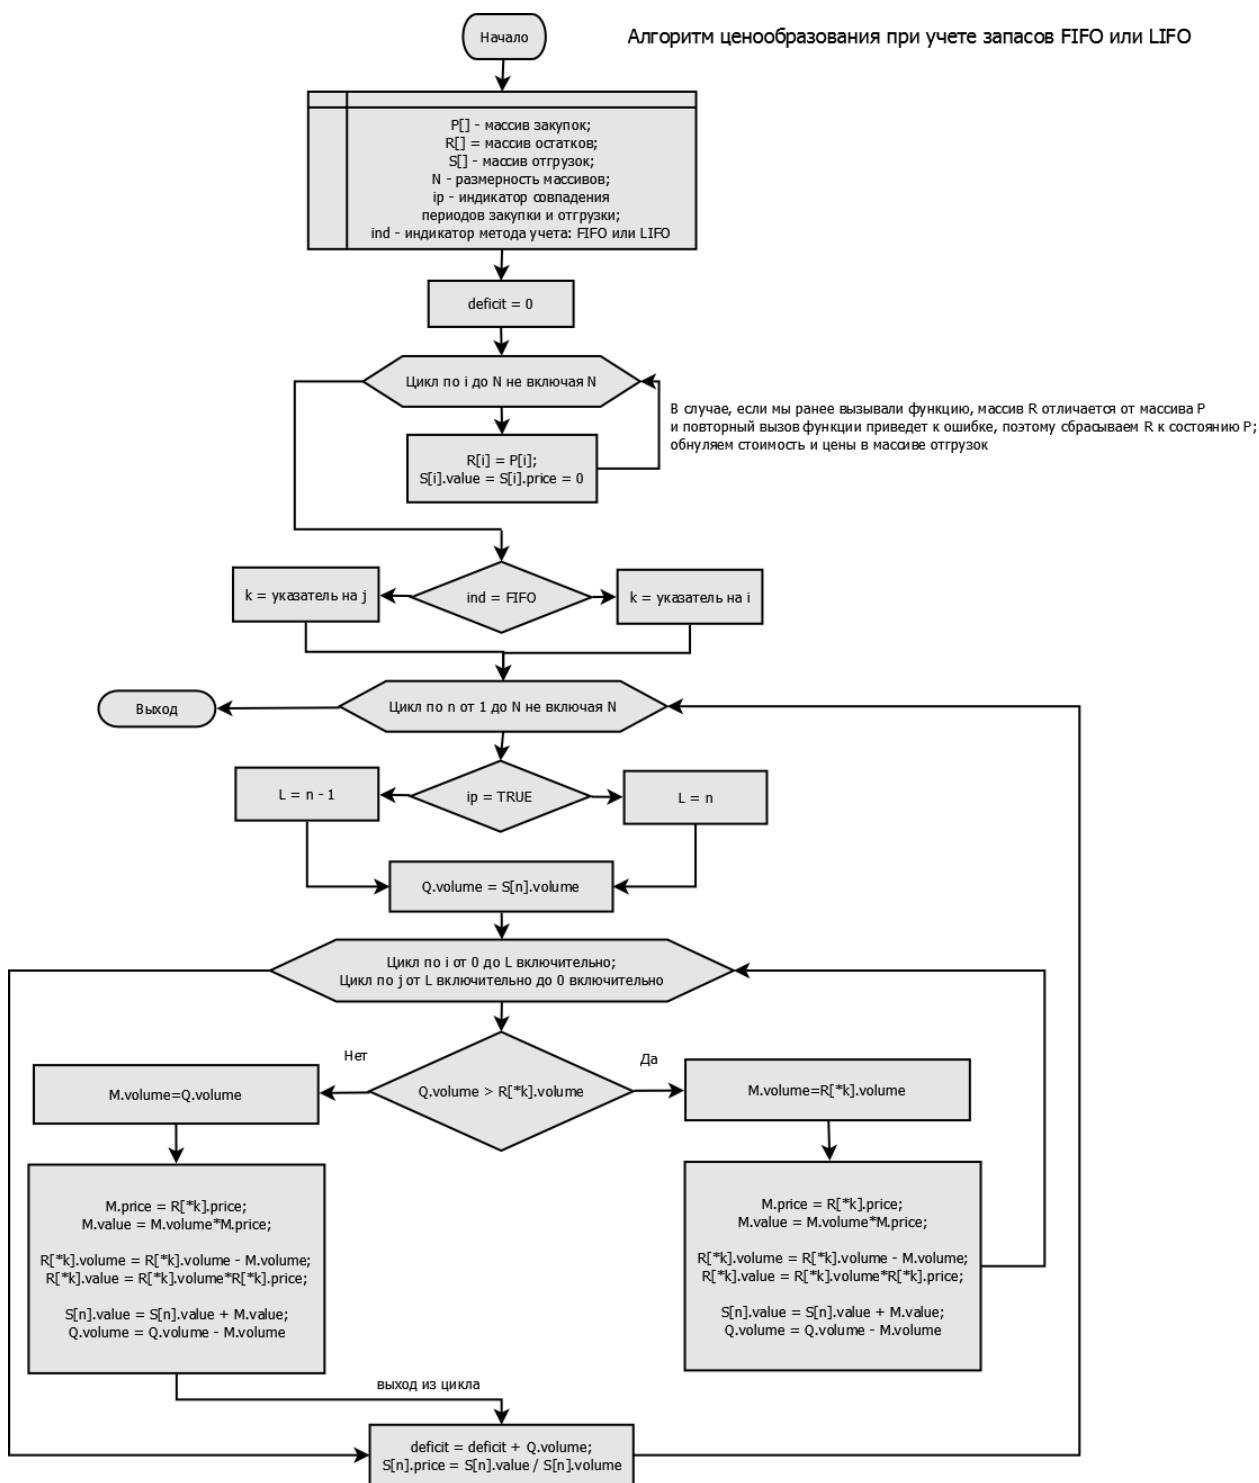 Начало
Алгоритм ценообразования при учете запасов FIFO или LIFO
P[] - массив закупок;
R[] = массив остатков;
S[] - массив отгрузок;
N - размерность массивов;
ip - индикатор совпадения
периодов закупки и отгрузки;
ind - индикатор метода учета: FIFO или LIFO
deficit = 0
Цикл по i до N не включая N
В случае, если мы ранее вызывали функцию, массив R отличается от массива P
и повторный вызов функции приведет к ошибке, поэтому сбрасываем R к состоянию P;
обнуляем стоимость и цены в массиве отгрузок
R[i] = P[i];
S[i].value = S[i].price = 0
k = указатель на j
ind = FIFO
k = указатель на i
Выход
Цикл по n от 1 до N не включая N
L = n - 1
ip = TRUE
L = n
Q.volume = S[n].volume
Цикл по i от 0 до L включительно;
Цикл по j от L включительно до 0 включительно
Нет
Да
M.volume=Q.volume
Q.volume > R[*k].volume
M.volume=R[*k].volume
M.price = R[*k].price;
M.value = M.volume*M.price;
R[*k].volume = R[*k].volume - M.volume;
R[*k].value = R[*k].volume*R[*k].price;
S[n].value = S[n].value + M.value;
Q.volume = Q.volume - M.volume
M.price = R[*k].price;
M.value = M.volume*M.price;
R[*k].volume = R[*k].volume - M.volume;
R[*k].value = R[*k].volume*R[*k].price;
S[n].value = S[n].value + M.value;
Q.volume = Q.volume - M.volume
выход из цикла
deficit = deficit + Q.volume;
S[n].price = S[n].value / S[n].volume